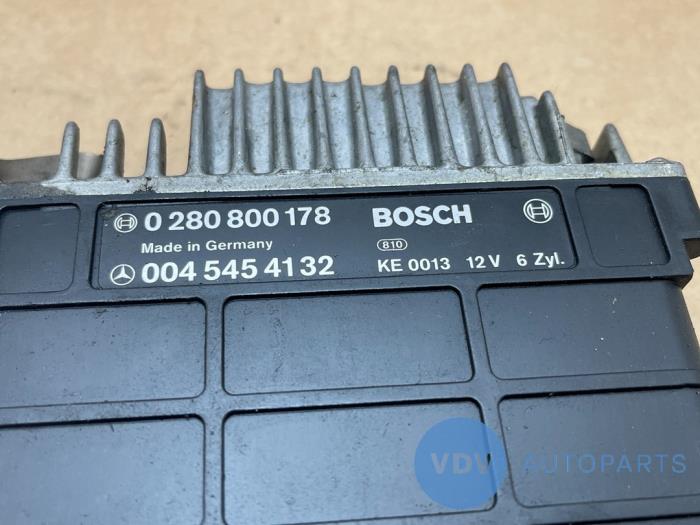 0 280 800 178 BOSCH
Made in Germany 810
004 545 41 32 KE 0013 12 V 6 Zyl.
VDV AUTOPARTS